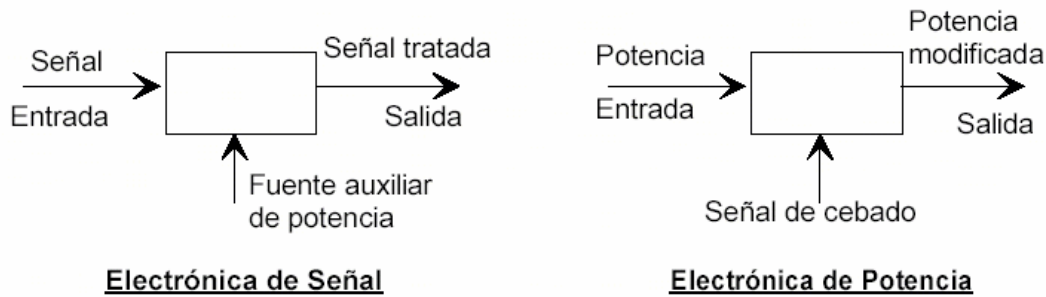 Señal
Entrada
Señal tratada
Salida
Fuente auxiliar
de potencia
Electrónica de Señal
Potencia
Entrada
Potencia
modificada
Salida
Señal de cebado
Electrónica de Potencia